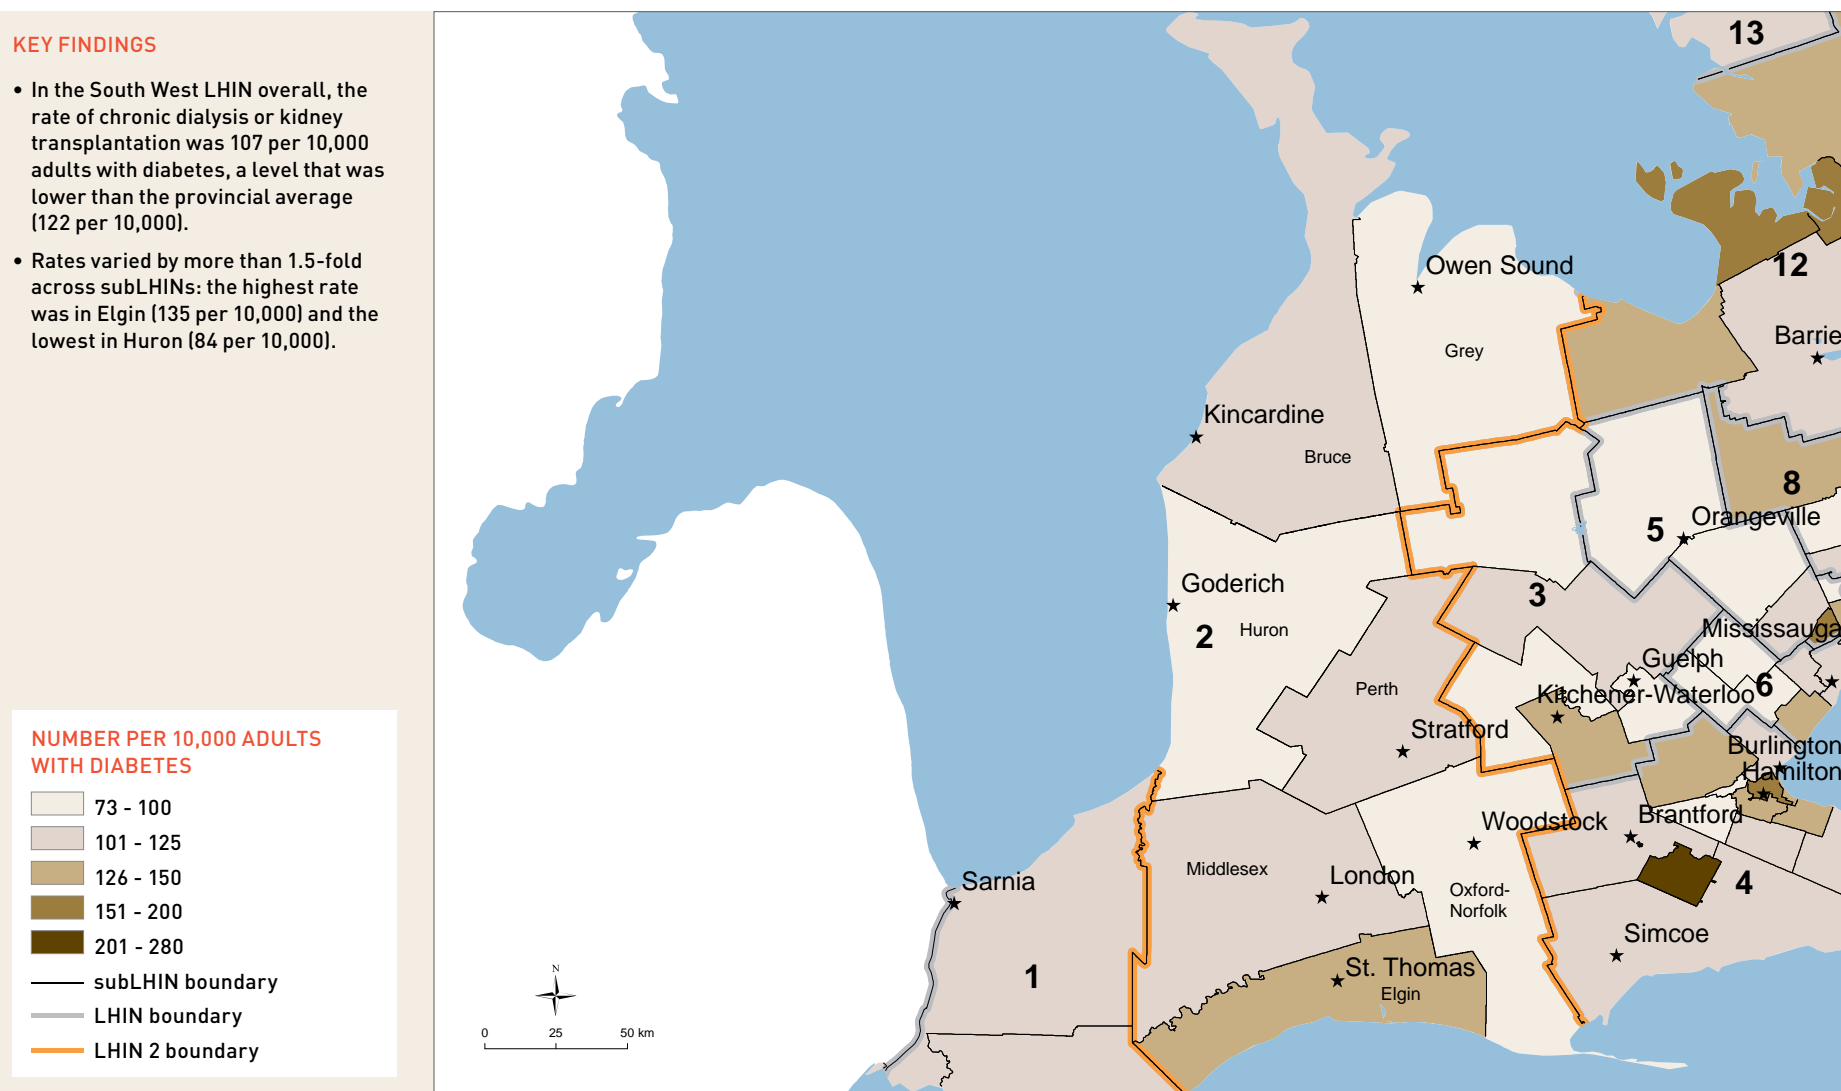 KEY FINDINGS
• In the South West LHIN overall, the
rate of chronic dialysis or kidney
transplantation was 107 per 10,000
adults with diabetes, a level that was
lower than the provincial average
(122 per 10,000).
• Rates varied by more than 1.5-fold
across subLHINs: the highest rate
was in Elgin (135 per 10,000) and the
lowest in Huron (84 per 10,000).
NUMBER PER 10,000 ADULTS
WITH DIABETES
73 - 100
101 - 125
126 - 150
151 - 200
201 - 280
subLHIN boundary
LHIN boundary
LHIN 2 boundary
13
Owen Sound
12
Barrie
Grey
Kincardine
Bruce
8
5
Orangeville
Goderich
3
2
Huron
Mississauga
Guelph
6
Kitchener-Waterloo
Perth
Stratford
Burlington
Hamilton
Woodstock
Brantford
Middlesex
London
Sarnia
4
Oxford-
Norfolk
Simcoe
St. Thomas
Elgin
1
N
0 25 50 km